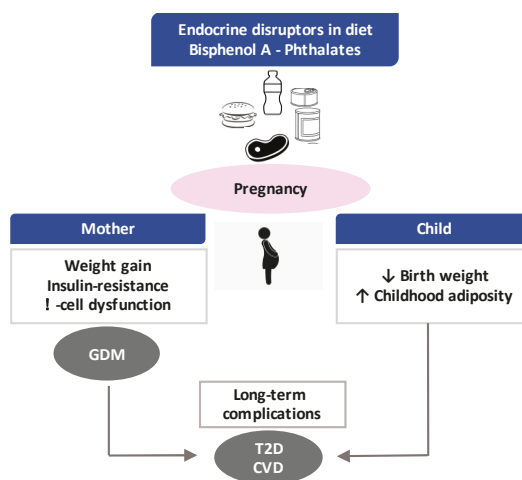 Endocrine disruptors in diet
Bisphenol A - Phthalates
Pregnancy
Mother
Weight gain
Insulin-resistance
! -cell dysfunction
GDM
Child
↓ Birth weight
↑ Childhood adiposity
Long-term
complications
T2D
CVD